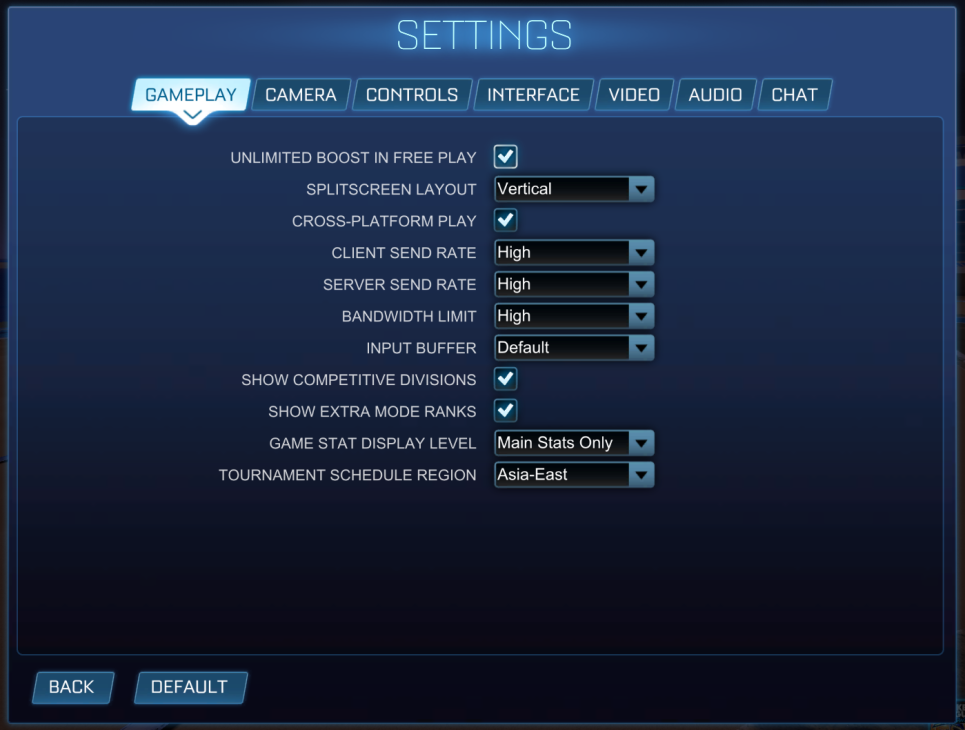 SETTINGS
GAMEPLAY CAMERA CONTROLS INTERFACE VIDEO AUDIO CHAT
UNLIMITED BOOST IN FREE PLAY
SPLITSCREEN LAYOUT Vertical
CROSS-PLATFORM PLAY
CLIENT SEND RATE High
SERVER SEND RATE High
BANDWIDTH LIMIT High
INPUT BUFFER Default
SHOW COMPETITIVE DIVISIONS
SHOW EXTRA MODE RANKS
GAME STAT DISPLAY LEVEL Main Stats Only
TOURNAMENT SCHEDULE REGION Asia-East
BACK DEFAULT